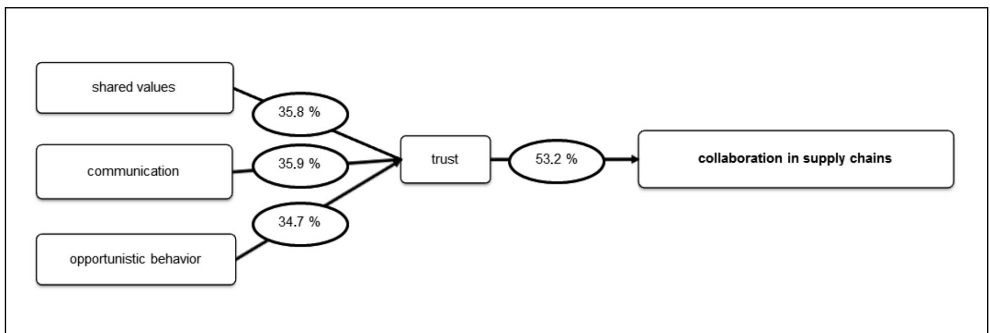 shared values
35.8 %
communication
35.9 %
trust
53.2 %
collaboration in supply chains
34.7 %
opportunistic behavior